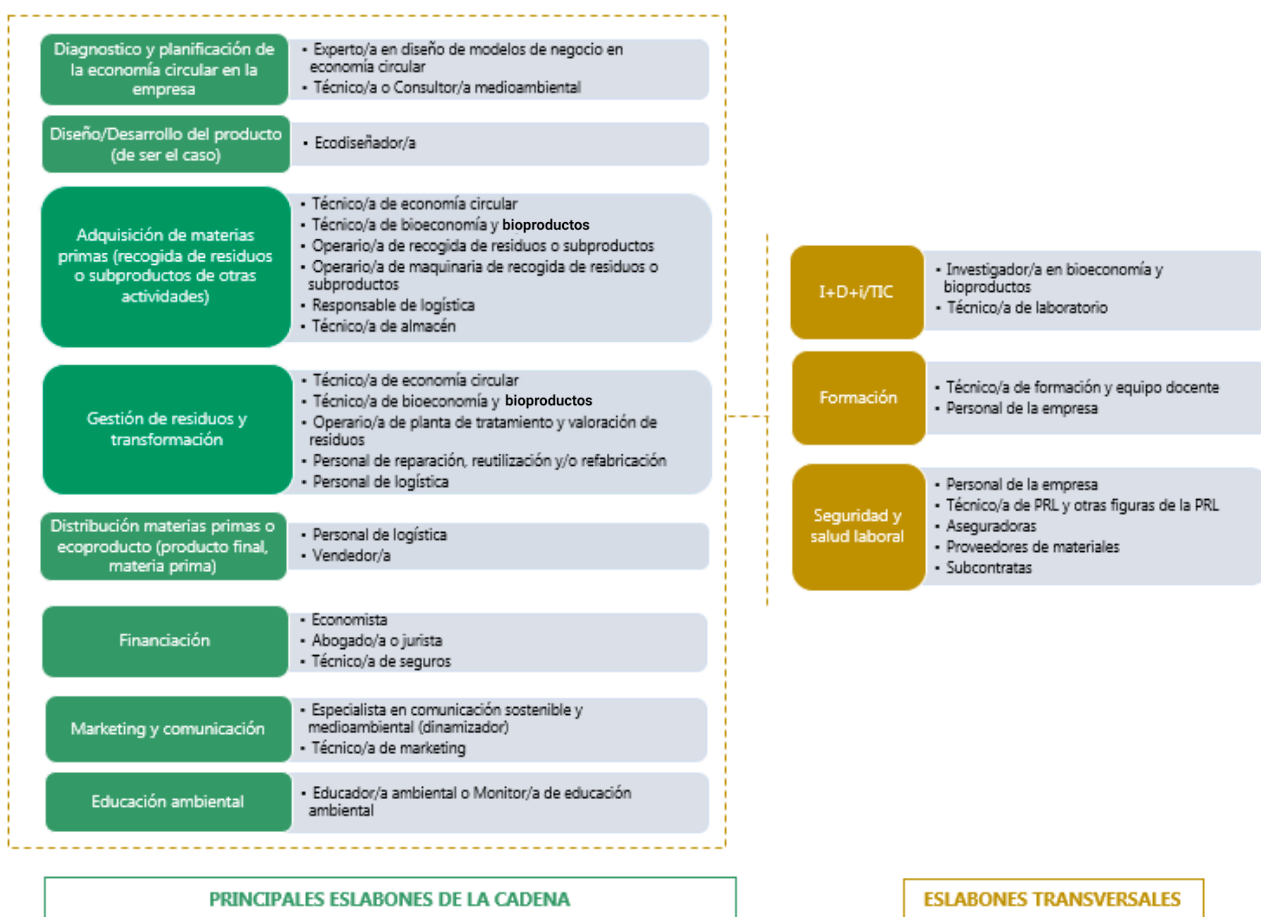 Diagnostico y planificación de
la economía circular en la
empresa
▪ Experto/a en diseño de modelos de negocio en
economía circular
▪ Técnico/a o Consultor/a medioambiental
Diseño/Desarrollo del producto
(de ser el caso)
▪ Ecodiseñador/a
Adquisición de materias
primas (recogida de residuos
o subproductos de otras
actividades)
▪ Técnico/a de economía circular
▪ Técnico/a de bioeconomía y bioproductos
▪ Operario/a de recogida de residuos o subproductos
▪ Operario/a de maquinaria de recogida de residuos o
subproductos
▪ Responsable de logística
▪ Técnico/a de almacén
Gestión de residuos y
transformación
▪ Técnico/a de economía circular
▪ Técnico/a de bioeconomía y bioproductos
▪ Operario/a de planta de tratamiento y valoración de
residuos
▪ Personal de reparación, reutilización y/o refabricación
▪ Personal de logística
Distribución materias primas o
ecoproducto (producto final,
materia prima)
▪ Personal de logística
▪ Vendedor/a
Financiación
▪ Economista
▪ Abogado/a o jurista
▪ Técnico/a de seguros
Marketing y comunicación
▪ Especialista en comunicación sostenible y
medioambiental (dinamizador)
▪ Técnico/a de marketing
Educación ambiental
▪ Educador/a ambiental o Monitor/a de educación
ambiental
PRINCIPALES ESLABONES DE LA CADENA
I+D+i/TIC
▪ Investigador/a en bioeconomía y
bioproductos
▪ Técnico/a de laboratorio
Formación
▪ Técnico/a de formación y equipo docente
▪ Personal de la empresa
Seguridad y
salud laboral
▪ Personal de la empresa
▪ Técnico/a de PRL y otras figuras de la PRL
▪ Aseguradoras
▪ Proveedores de materiales
▪ Subcontratas
ESLABONES TRANSVERSALES